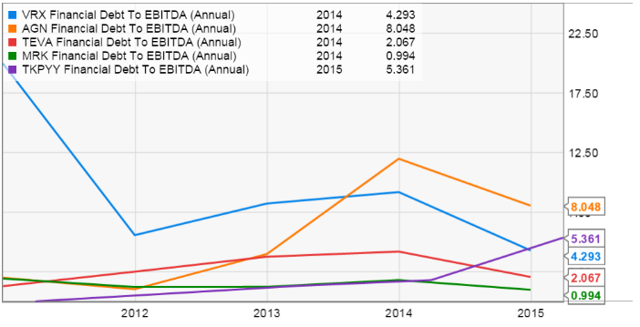 VRX Financial Debt To EBITDA (Annual) 2014 4.293
AGN Financial Debt To EBITDA (Annual) 2014 8.048
TEVA Financial Debt To EBITDA (Annual) 2014 2.067
MRK Financial Debt To EBITDA (Annual) 2014 0.994
TKPYY Financial Debt To EBITDA (Annual) 2015 5.361
22.50
17.50
12.50
8.048
5.361
4.293
2.067
0.994
2012 2013 2014 2015